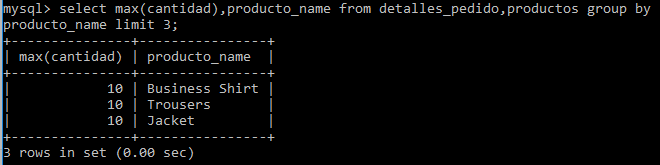 mysql> select max(cantidad),producto_name from detalles_pedido,productos group by
producto_name limit 3;
+---------------+----------------+
| max(cantidad) | producto_name  |
+---------------+----------------+
|            10 | Business Shirt |
|            10 | Trousers       |
|            10 | Jacket         |
+---------------+----------------+
3 rows in set (0.00 sec)